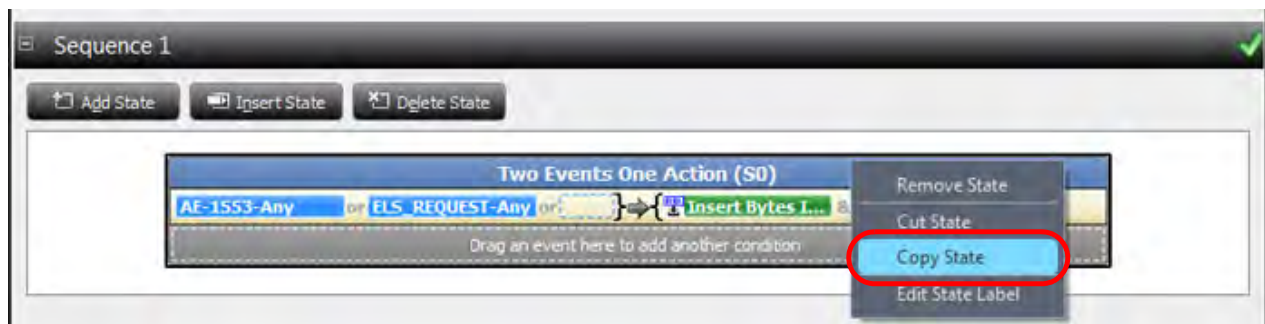 Sequence 1
Add State Insert State Delete State
Two Events One Action (S0)
AE-1553-Any or ELS_REQUEST-Any or Insert Bytes I... &
Drag an event here to add another condition
Remove State
Cut State
Copy State
Edit State Label